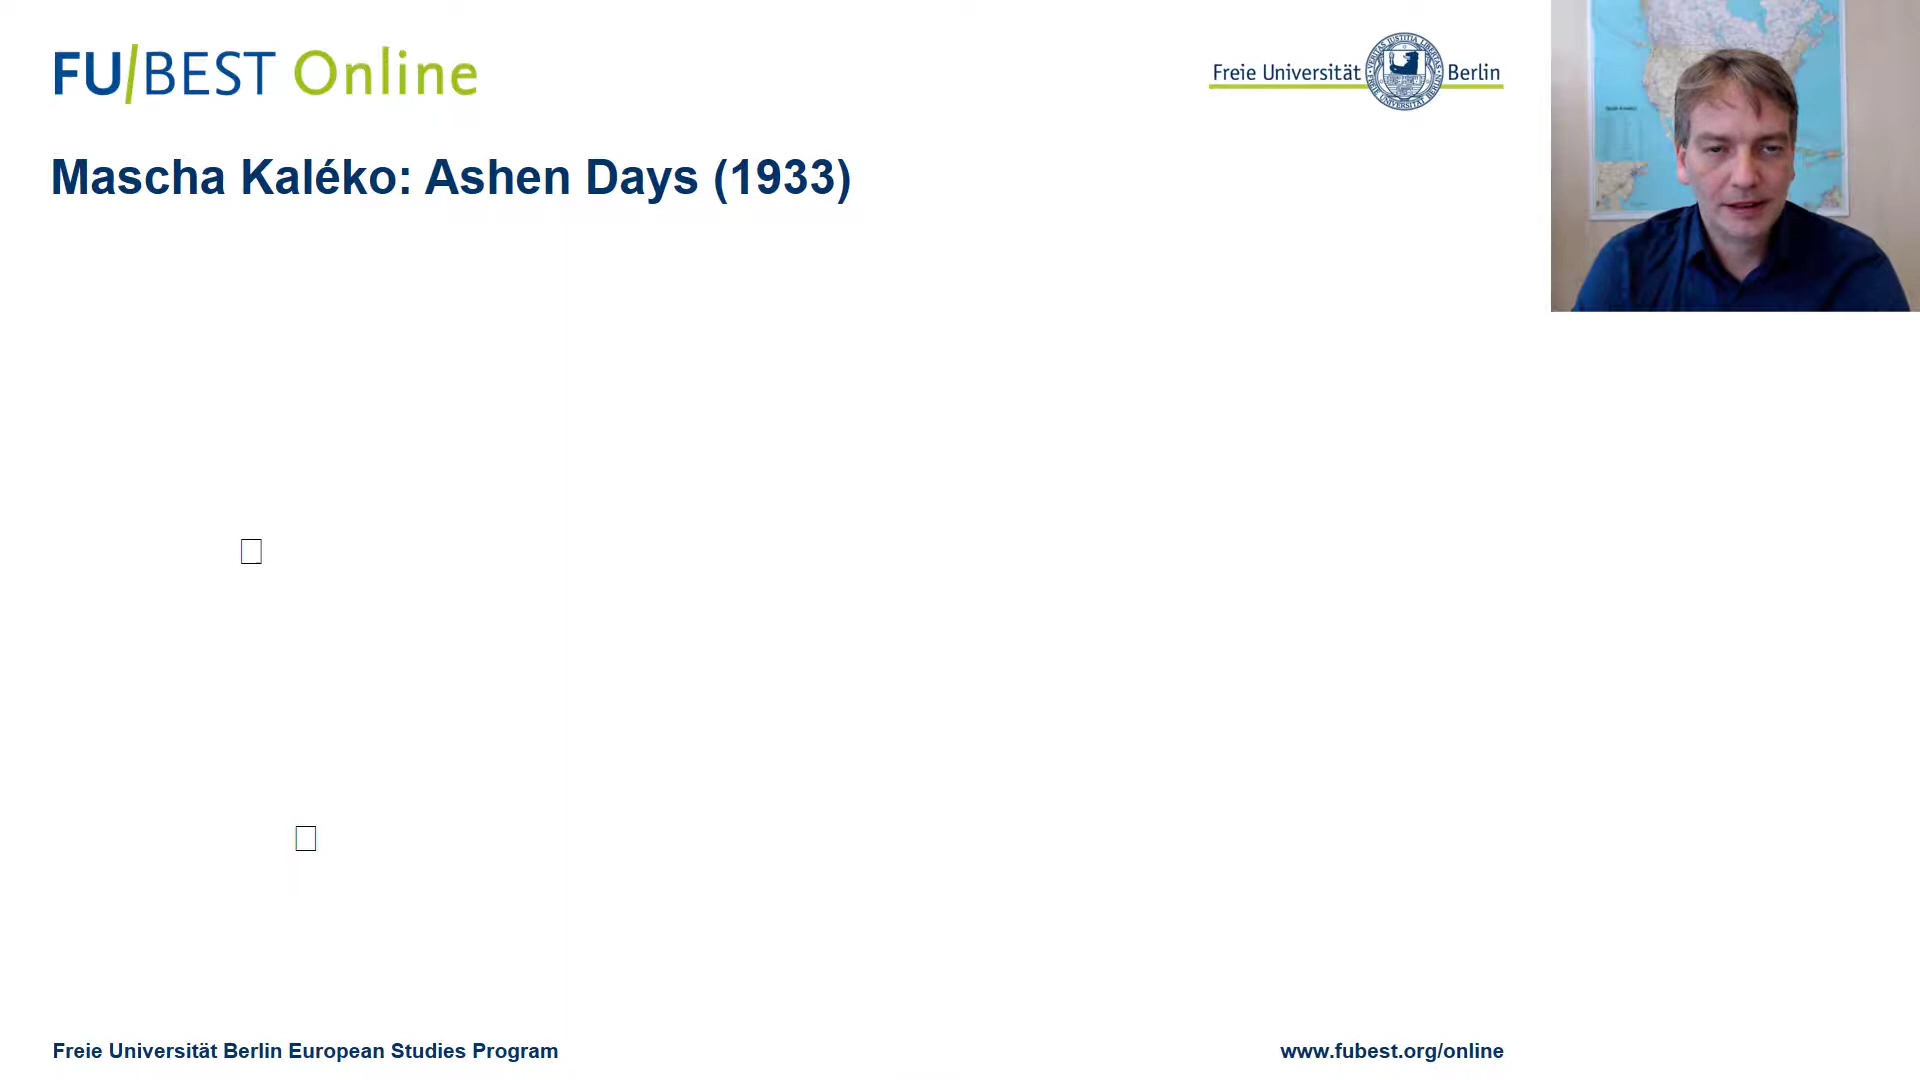 FU/BEST Online
Freie Universität Berlin
Mascha Kaléko: Ashen Days (1933)
Freie Universität Berlin European Studies Program
www.fubest.org/online